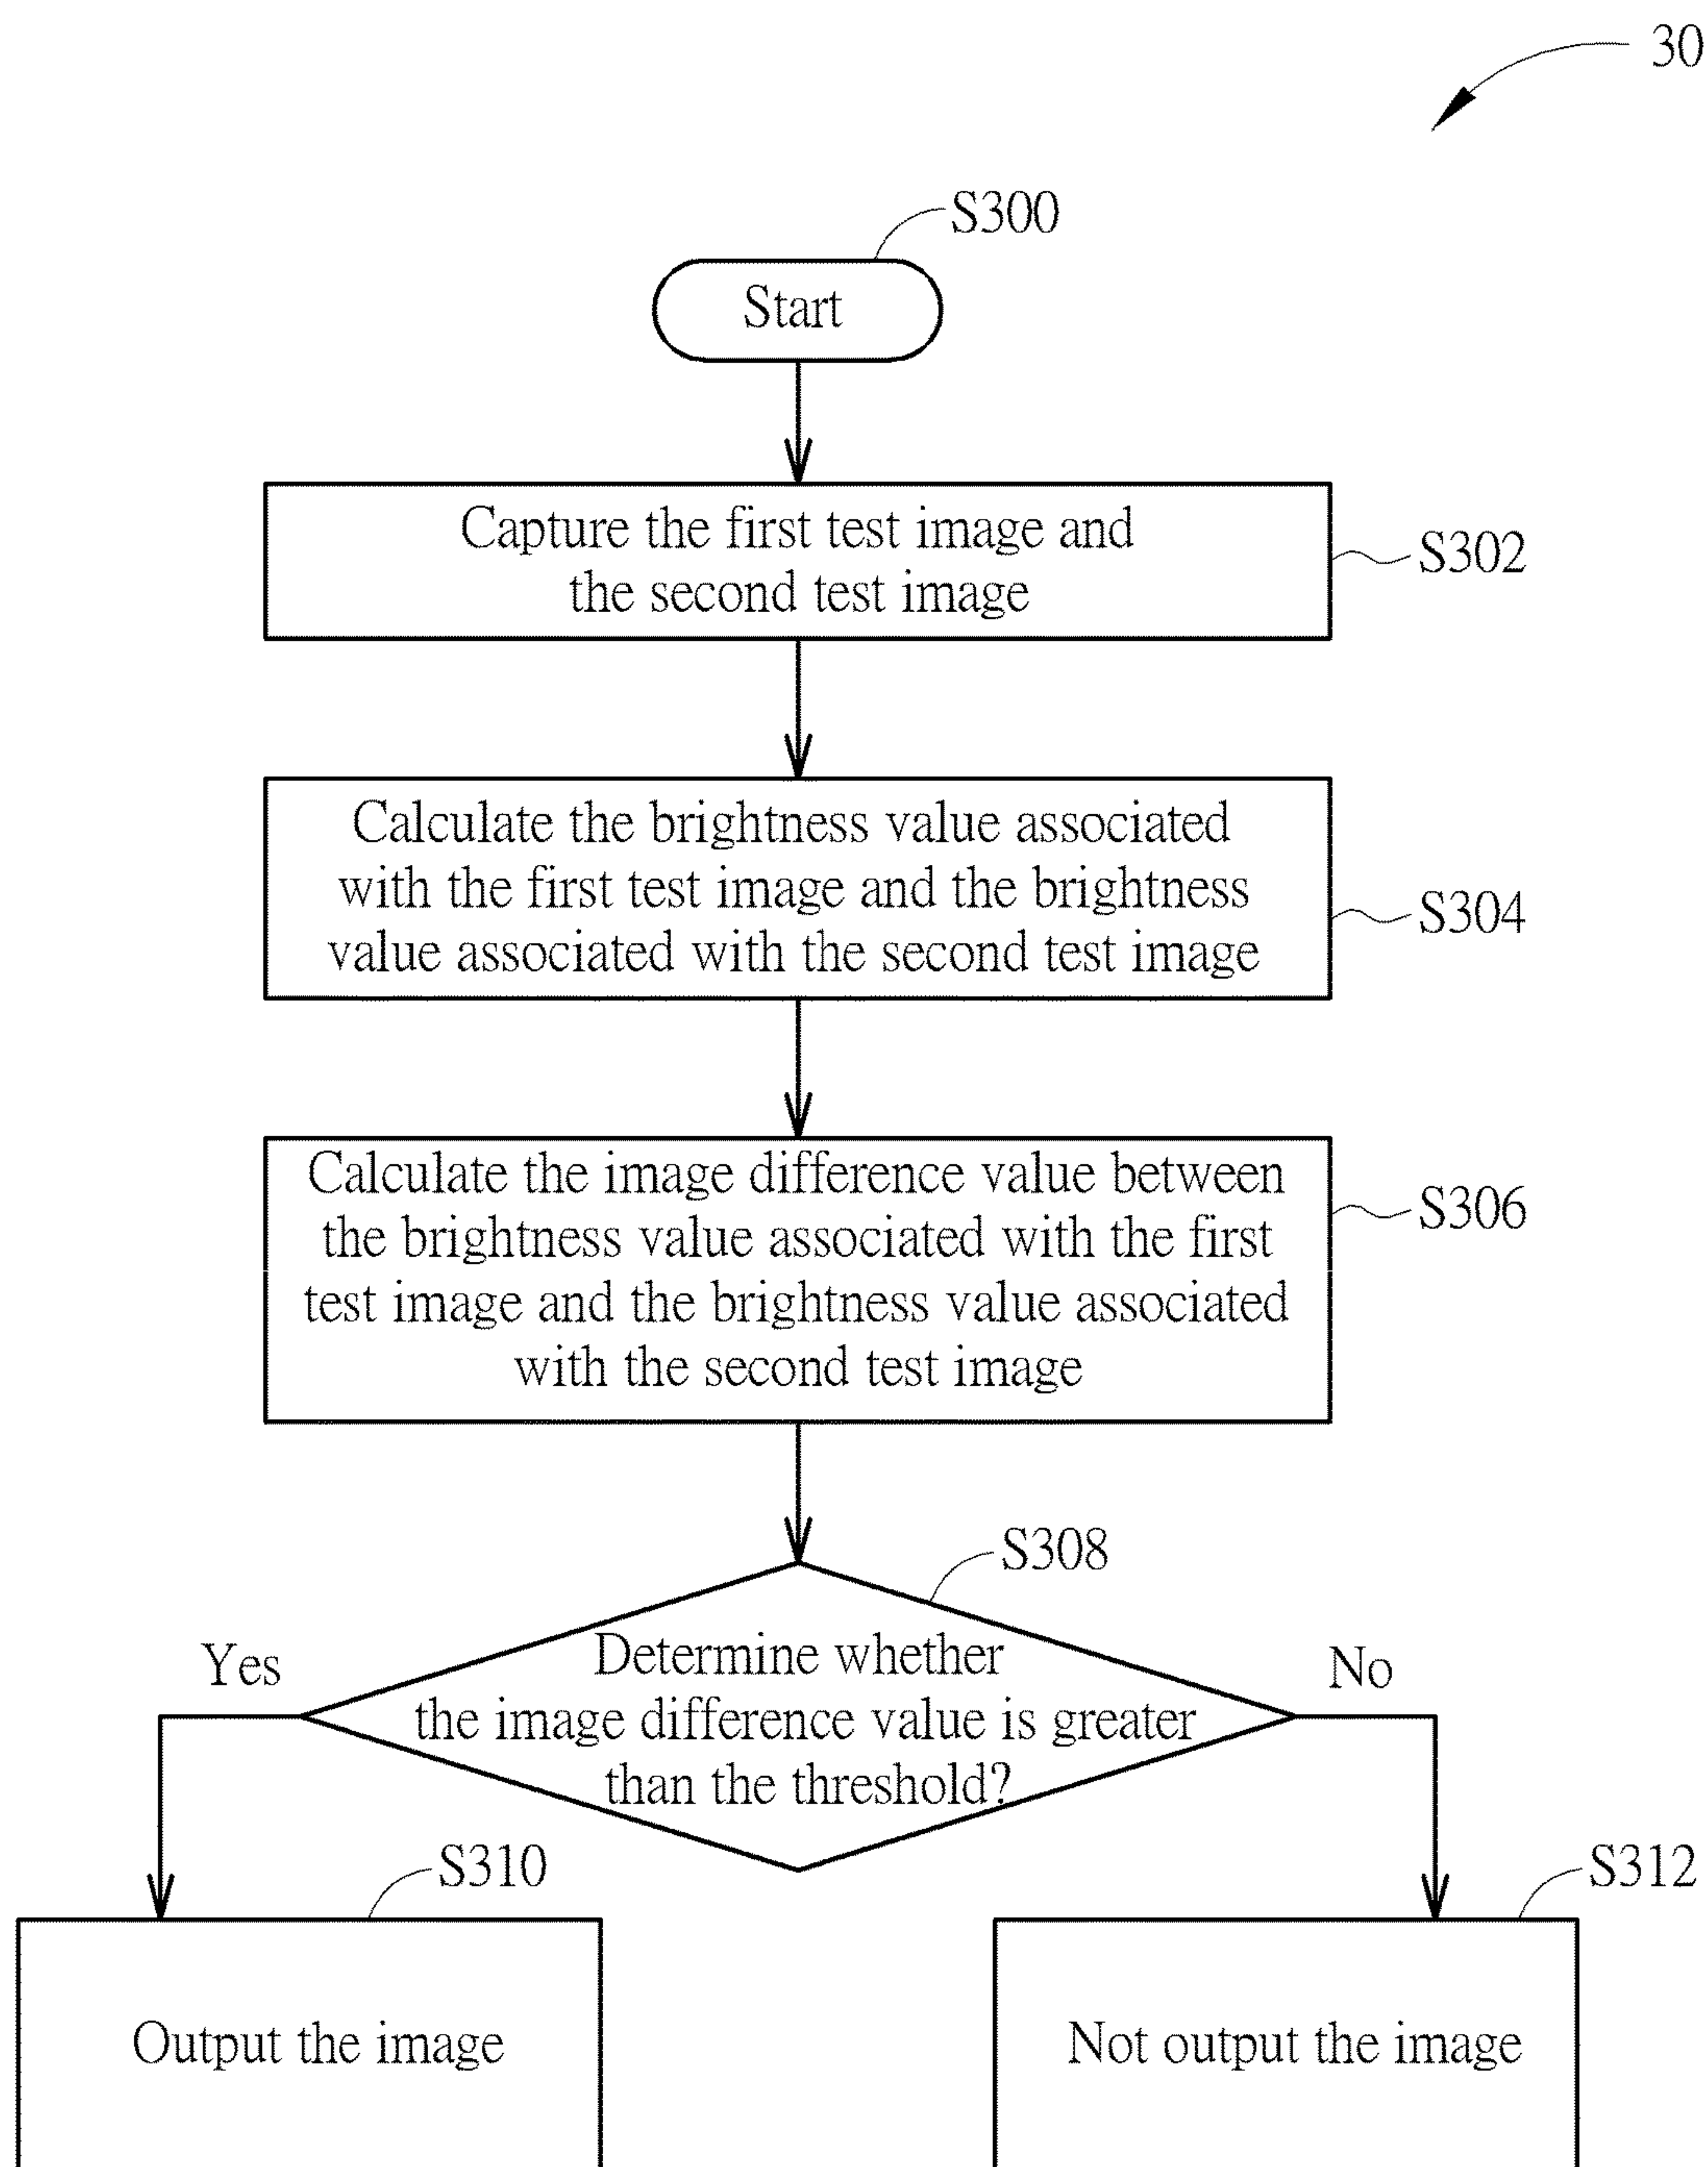 30
S300
Start
Capture the first test image and
the second test image
S302
Calculate the brightness value associated
with the first test image and the brightness
value associated with the second test image
S304
Calculate the image difference value between
the brightness value associated with the first
test image and the brightness value associated
with the second test image
S306
S308
Determine whether
the image difference value is greater
than the threshold?
Yes
No
S310
S312
Output the image
Not output the image